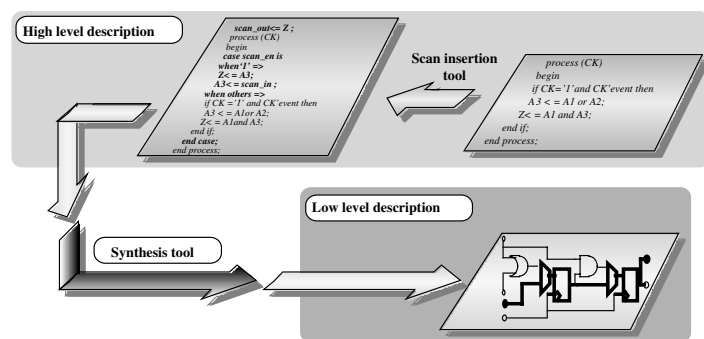 High level description
scan_out<= Z ;
process (CK)
begin
case scan_en is
when‘1’ =>
Z< = A3;
A3< = scan_in ;
when others =>
if CK =‘1’ and CK’event then
A3 < = A1or A2;
Z< = A1and A3;
end if;
end case;
end process;
Scan insertion
tool
process (CK)
begin
if CK=‘1’and CK’event then
A3 < = A1 or A2;
Z< = A1 and A3;
end if;
end process;
Synthesis tool
Low level description